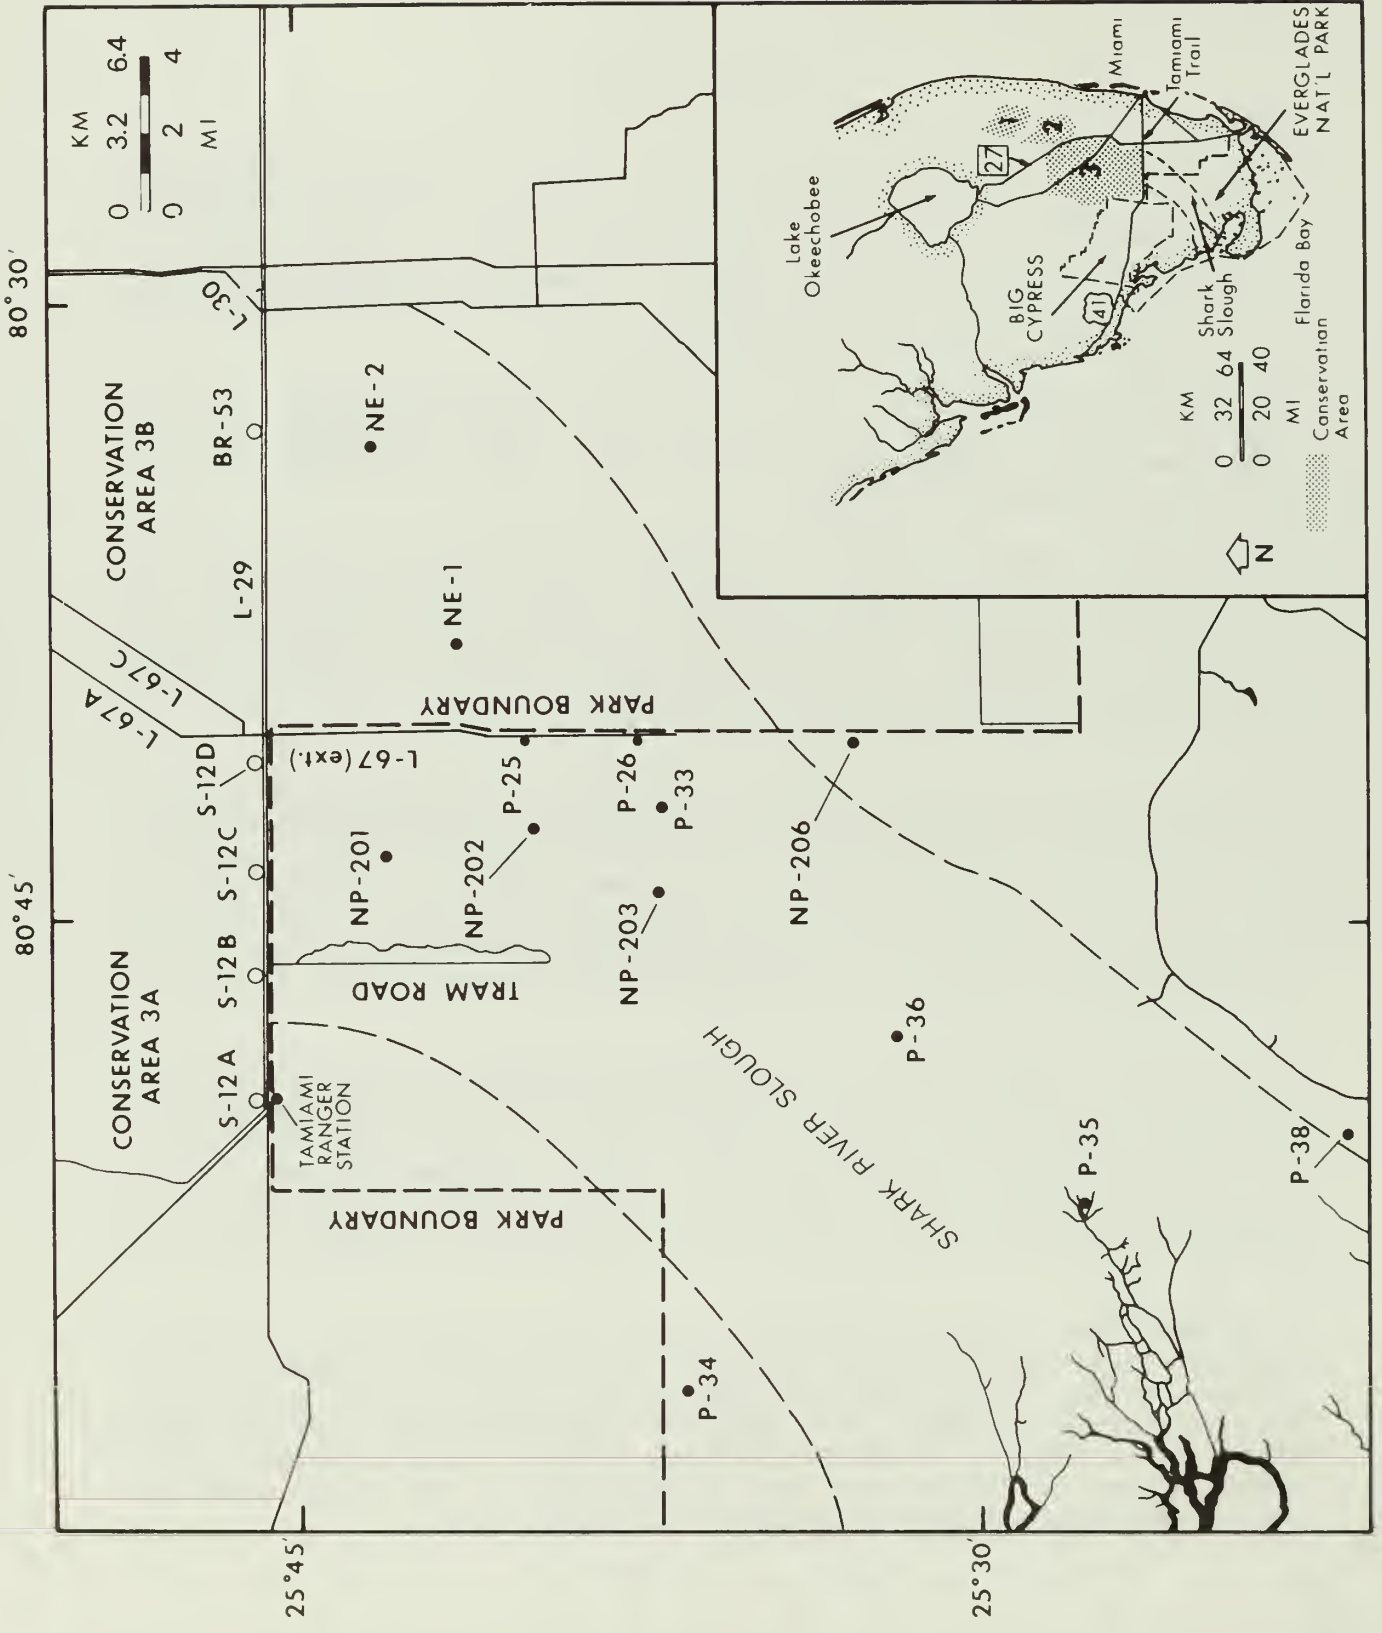 80°45′
80°30′
25°45′
25°30′
CONSERVATION
AREA 3A
CONSERVATION
AREA 3B
KM
0 3.2 6.4
0 2 4
MI
L-67A
L-67C
L-30
S-12A
S-12B
S-12C
S-12D
L-29
BR-53
TAMIAMI
RANGER
STATION
L-67 (ext.)
PARK BOUNDARY
PARK BOUNDARY
TRAM ROAD
NP-201
NE-2
NE-1
NP-202
P-25
NP-203
P-26
P-33
P-34
NP-206
P-36
SHARK RIVER SLOUGH
P-35
P-38
Lake
Okeechobee
27
1
2
3
Miami
Tamiami
Trail
BIG
CYPRESS
41
Shark
Slough
EVERGLADES
NAT'L PARK
Flarida Bay
KM
0 32 64
0 20 40
MI
Canservatian
Area
N